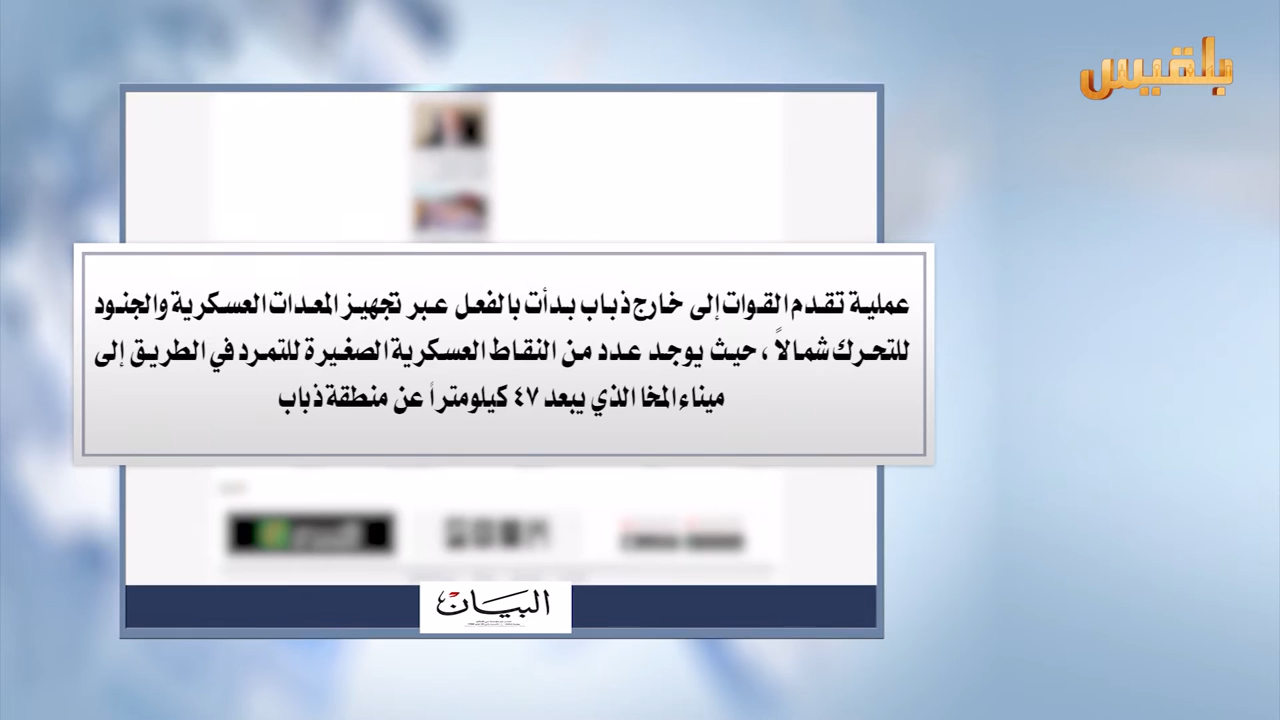 بلقيس
عملية تقدم القوات إلى خارج ذباب بدأت بالفعل عبر تجهيز المعدات العسكرية والجنود
للتحرك شمالاً ، حيث يوجد عدد من النقاط العسكرية الصغيرة للتمرد في الطريق إلى
ميناء المخا الذي يبعد ٤٧ كيلومتراً عن منطقة ذباب
البيان